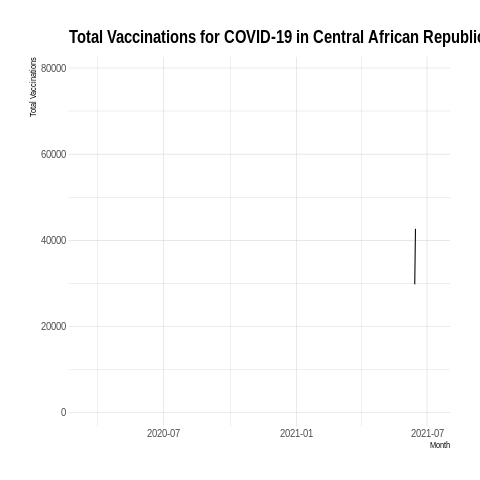 Total Vaccinations for COVID-19 in Central African Republic
Total Vaccinations
80000
60000
40000
20000
0
2020-07
2021-01
2021-07
Month